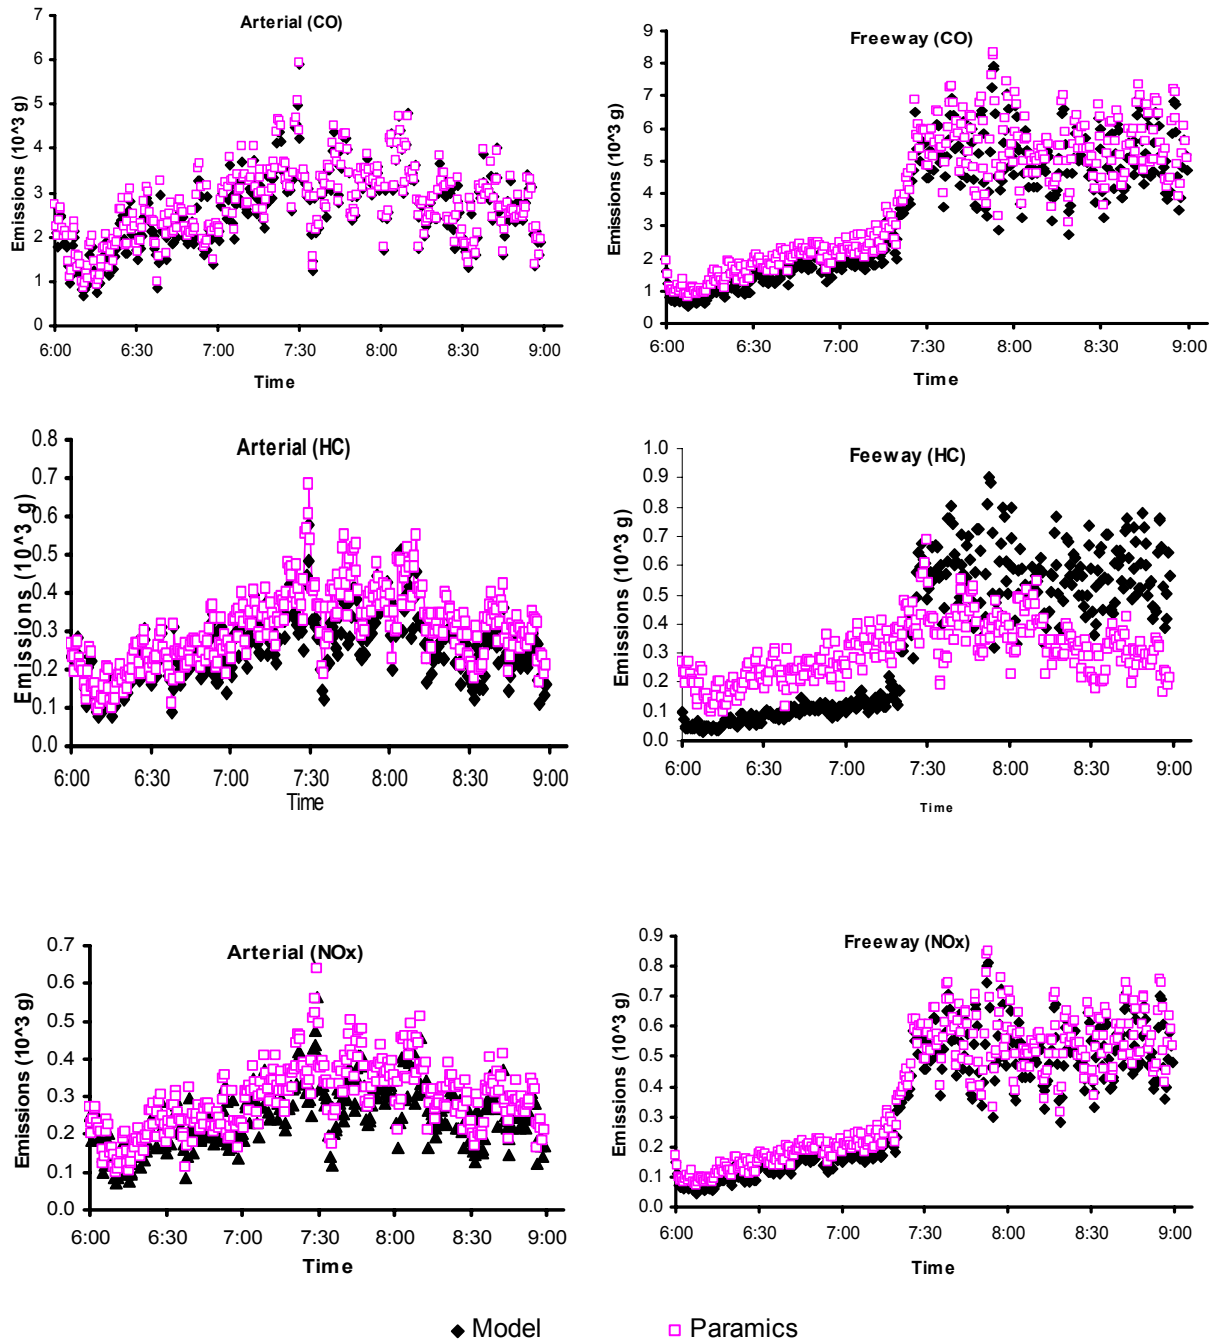 Arterial (CO)
Emissions (10^3 g)
7
6
5
4
3
2
1
0
6:00 6:30 7:00 7:30 8:00 8:30 9:00
Time
Freeway (CO)
Emissions (10^3 g)
9
8
7
6
5
4
3
2
1
0
6:00 6:30 7:00 7:30 8:00 8:30 9:00
Time
Arterial (HC)
Emissions (10^3 g)
0.8
0.7
0.6
0.5
0.4
0.3
0.2
0.1
0.0
6:00 6:30 7:00 7:30 8:00 8:30 9:00
Time
Feeway (HC)
Emissions (10^3 g)
1.0
0.9
0.8
0.7
0.6
0.5
0.4
0.3
0.2
0.1
0.0
6:00 6:30 7:00 7:30 8:00 8:30 9:00
Time
Arterial (NOx)
Emissions (10^3 g)
0.7
0.6
0.5
0.4
0.3
0.2
0.1
0.0
6:00 6:30 7:00 7:30 8:00 8:30 9:00
Time
Freeway (NOx)
Emissions (10^3 g)
0.9
0.8
0.7
0.6
0.5
0.4
0.3
0.2
0.1
0.0
6:00 6:30 7:00 7:30 8:00 8:30 9:00
Time
Model Paramics